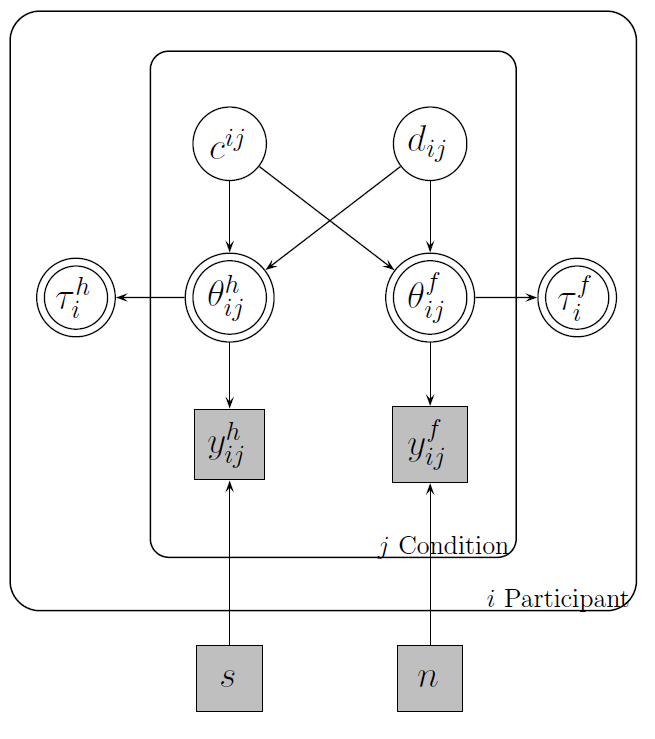 c^{ij} d_{ij}
τ_i^h θ_{ij}^h θ_{ij}^f τ_i^f
y_{ij}^h y_{ij}^f
j Condition
i Participant
s n